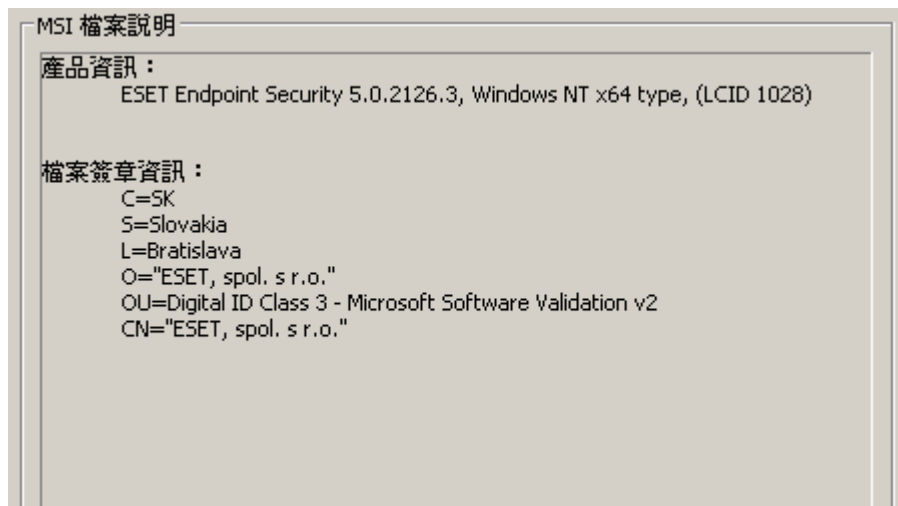 MSI 檔案說明
產品資訊：
ESET Endpoint Security 5.0.2126.3, Windows NT x64 type, (LCID 1028)
檔案簽章資訊：
C=SK
S=Slovakia
L=Bratislava
O="ESET, spol. s r.o."
OU=Digital ID Class 3 - Microsoft Software Validation v2
CN="ESET, spol. s r.o."